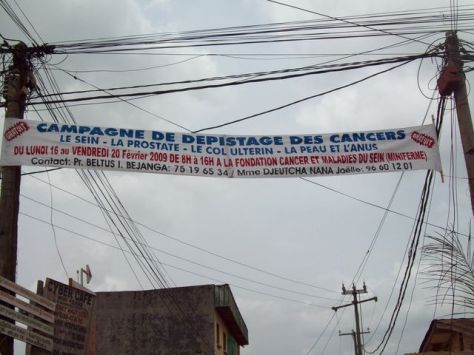 CAMPAGNE DE DEPISTAGE DES CANCERS
LE SEIN - LA PROSTATE - LE COL ULTERIN - LA PEAU ET L'ANUS
DU LUNDI 16 au VENDREDI 20 Février 2009 DE 8H A 16H A LA FONDATION CANCER ET MALADIES DU SEIN (MINIFERME)
Contact: Pr. BELTUS I. BEJANGA: 75 19 65 34 / Mme DJEUTCHA NANA Joëlle: 96 60 12 01
CYBER CAFE